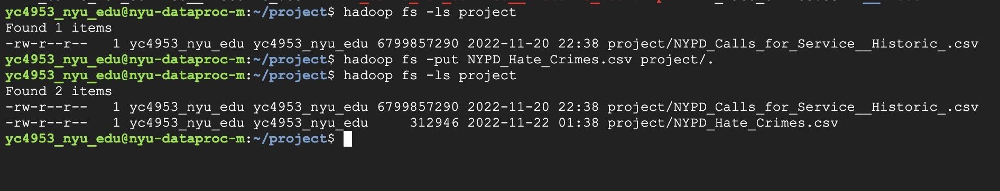 yc4953_nyu_edu@nyu-dataproc-m:~/project$ hadoop fs -ls project
Found 1 items
-rw-r--r--   1 yc4953_nyu_edu yc4953_nyu_edu 6799857290 2022-11-20 22:38 project/NYPD_Calls_for_Service__Historic_.csv
yc4953_nyu_edu@nyu-dataproc-m:~/project$ hadoop fs -put NYPD_Hate_Crimes.csv project/.
yc4953_nyu_edu@nyu-dataproc-m:~/project$ hadoop fs -ls project
Found 2 items
-rw-r--r--   1 yc4953_nyu_edu yc4953_nyu_edu 6799857290 2022-11-20 22:38 project/NYPD_Calls_for_Service__Historic_.csv
-rw-r--r--   1 yc4953_nyu_edu yc4953_nyu_edu     312946 2022-11-22 01:38 project/NYPD_Hate_Crimes.csv
yc4953_nyu_edu@nyu-dataproc-m:~/project$